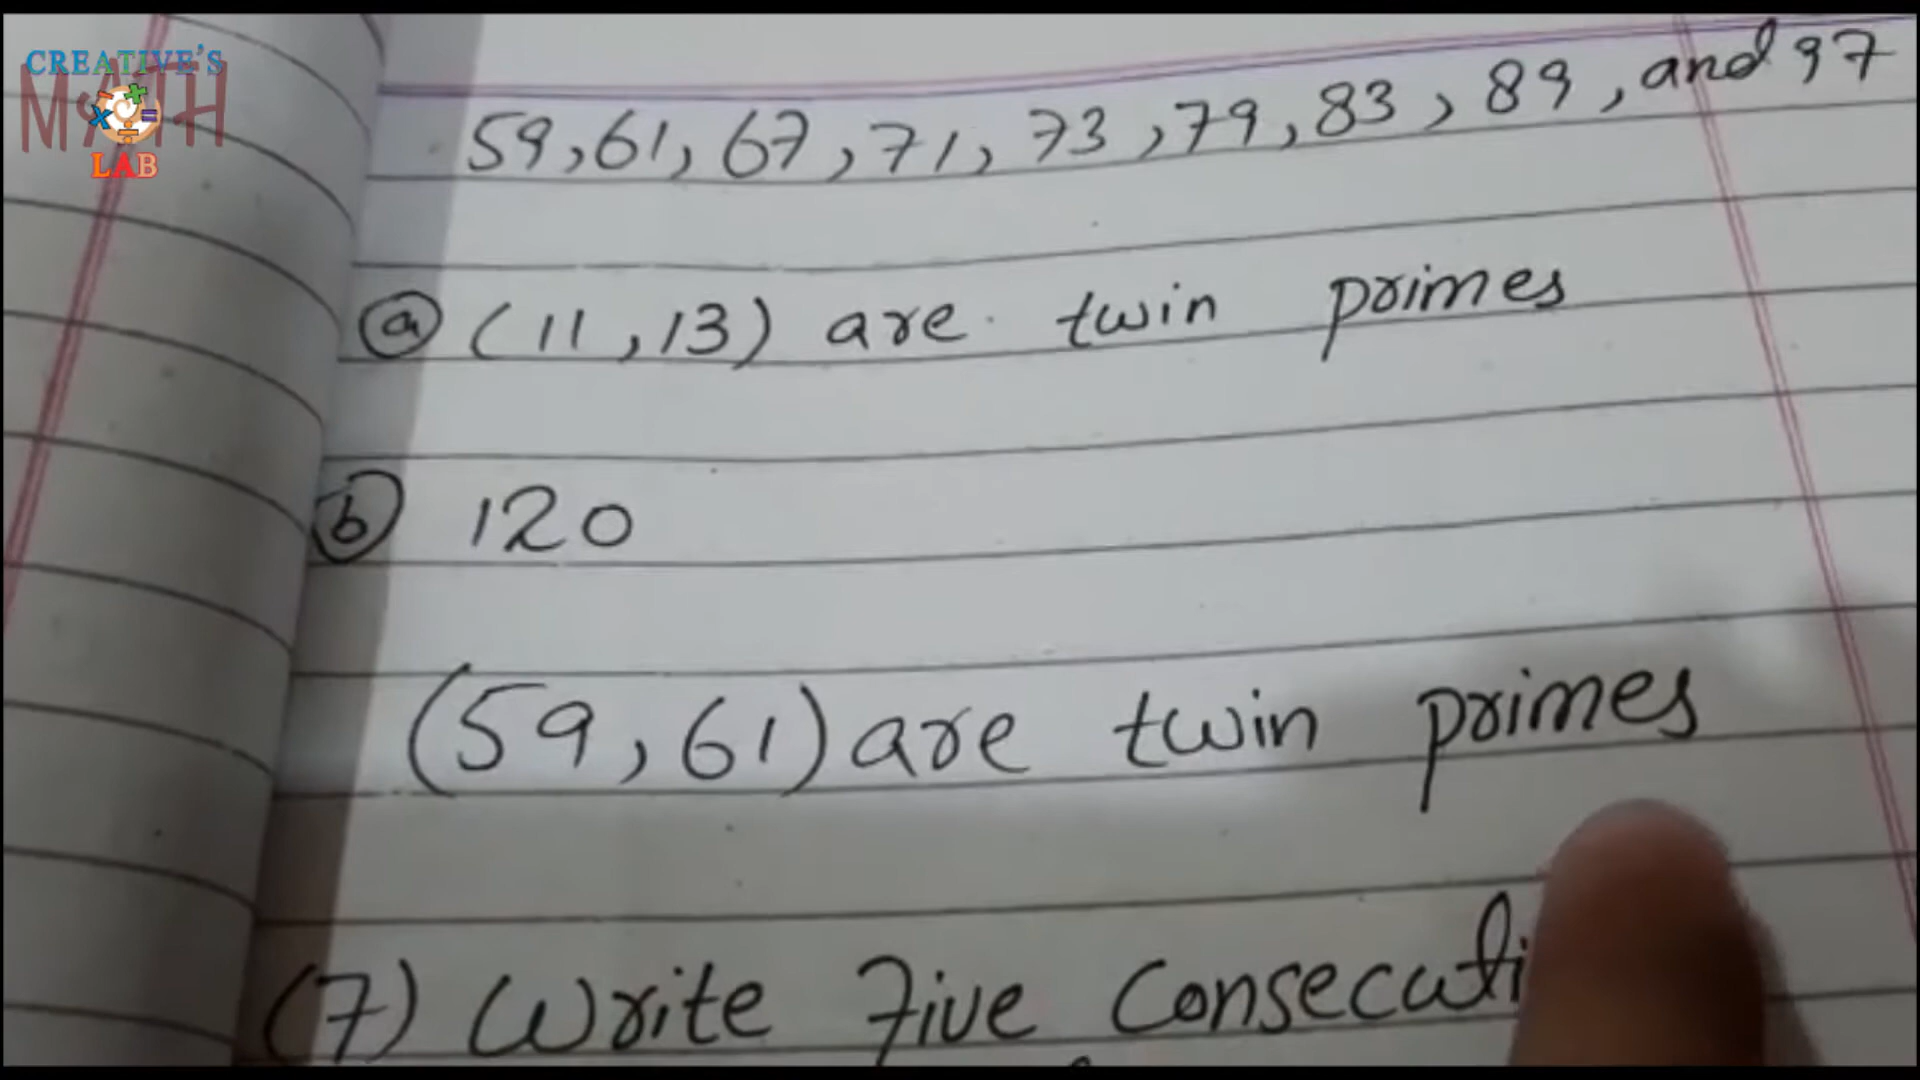 CREATIVE'S
MATH
LAB
59, 61, 67, 71, 73, 79, 83, 89, and 97
(a) (11, 13) are twin primes
(b) 120
(59, 61) are twin primes
(7) Write Five Consecuti